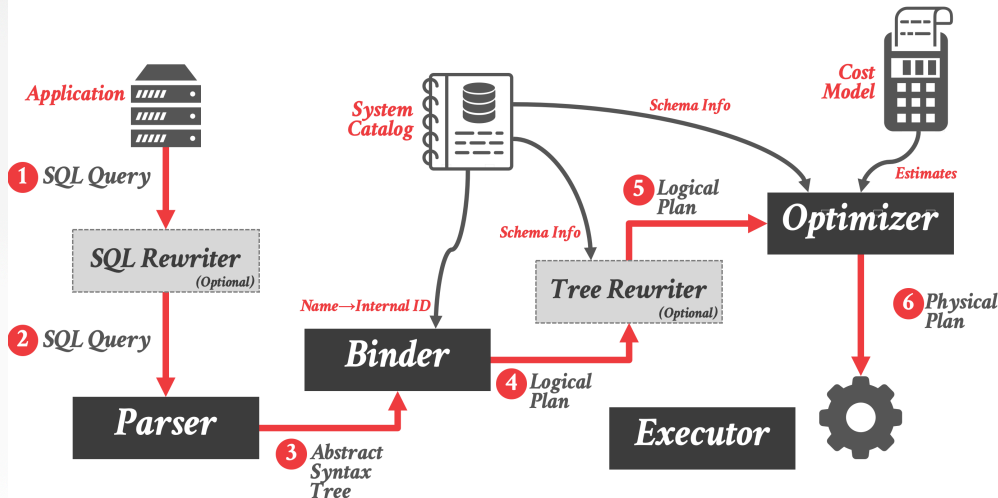 Application
1 SQL Query
SQL Rewriter
(Optional)
2 SQL Query
Parser
3 Abstract
Syntax
Tree
System
Catalog
Name→Internal ID
Binder
4 Logical
Plan
Schema Info
Tree Rewriter
(Optional)
5 Logical
Plan
Schema Info
Cost
Model
Estimates
Optimizer
6 Physical
Plan
Executor